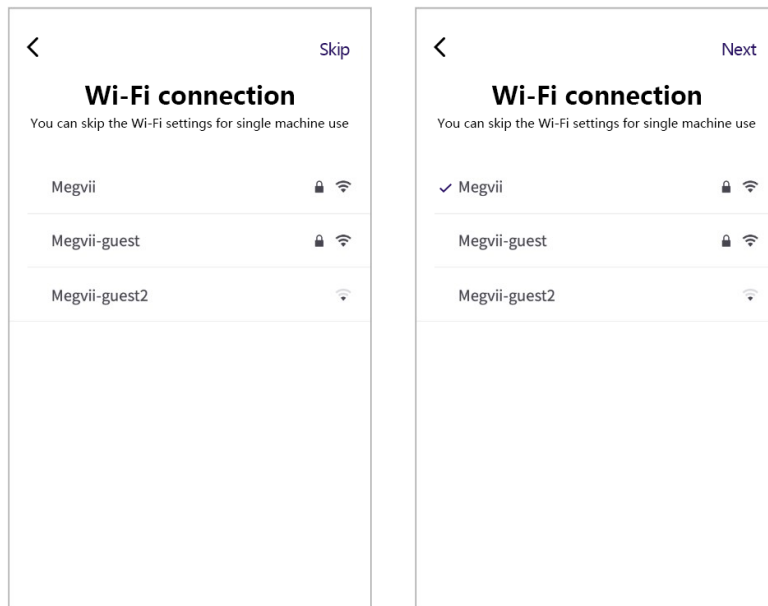 Skip
Wi-Fi connection
You can skip the Wi-Fi settings for single machine use
Megvii
Megvii-guest
Megvii-guest2
Next
Wi-Fi connection
You can skip the Wi-Fi settings for single machine use
Megvii
Megvii-guest
Megvii-guest2